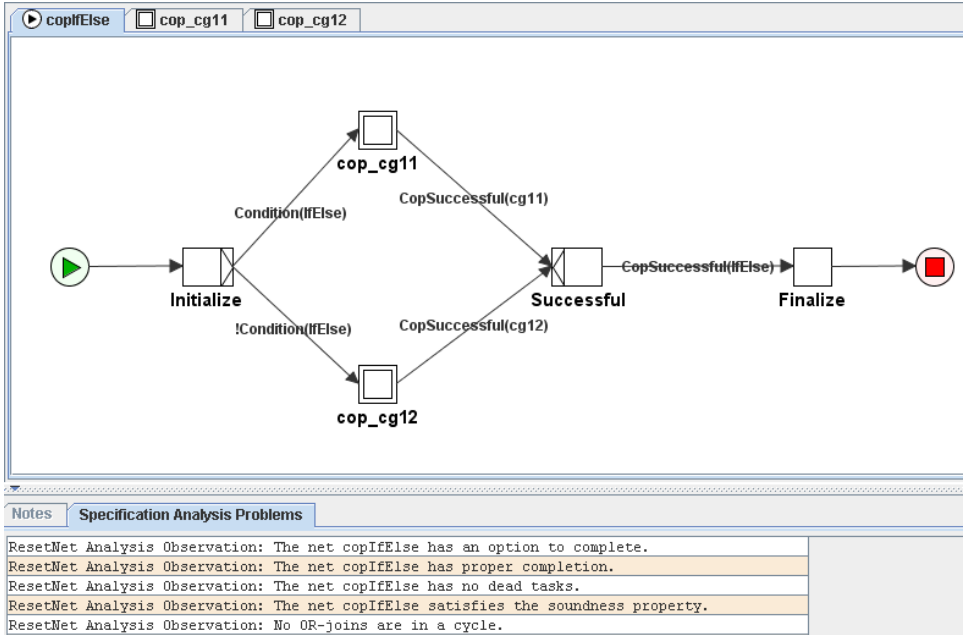 copIfElse
cop_cg11
cop_cg12
cop_cg11
CopSuccessful(cg11)
Condition(IfElse)
CopSuccessful(IfElse)
Initialize
Successful
Finalize
!Condition(IfElse)
CopSuccessful(cg12)
cop_cg12
Notes
Specification Analysis Problems
ResetNet Analysis Observation: The net copIfElse has an option to complete.
ResetNet Analysis Observation: The net copIfElse has proper completion.
ResetNet Analysis Observation: The net copIfElse has no dead tasks.
ResetNet Analysis Observation: The net copIfElse satisfies the soundness property.
ResetNet Analysis Observation: No OR-joins are in a cycle.